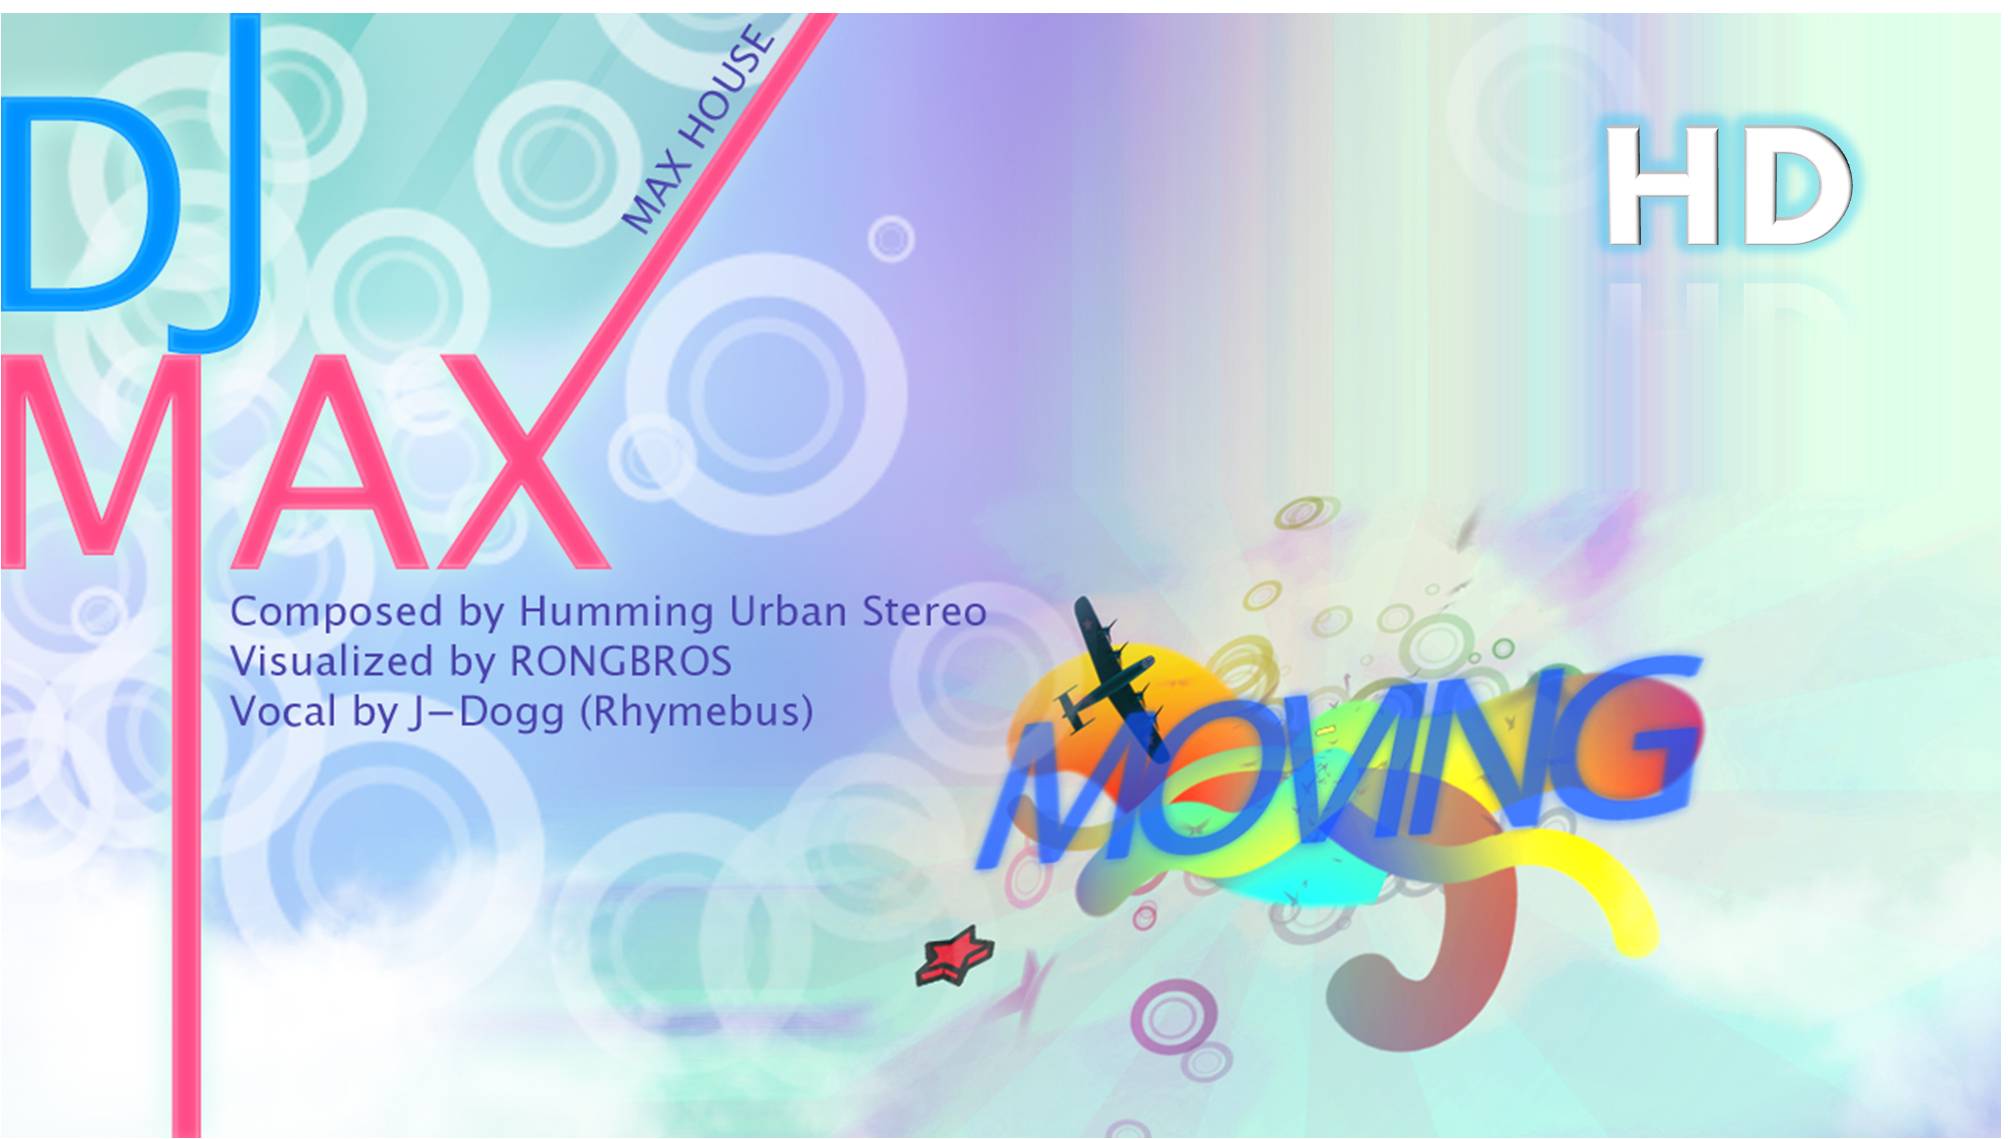 DJ
MAX
MAX HOUSE
HD
Composed by Humming Urban Stereo
Visualized by RONGBROS
Vocal by J–Dogg (Rhymebus)
MOVING